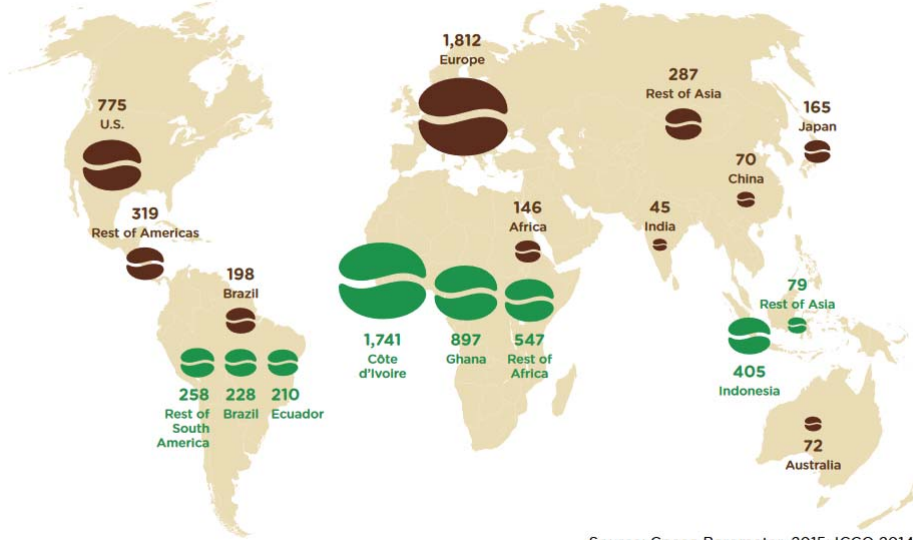 1,812
Europe
287
Rest of Asia
775
U.S.
165
Japan
70
China
319
Rest of Americas
146
Africa
45
India
198
Brazil
79
Rest of Asia
1,741
Côte
d'Ivoire
897
Ghana
547
Rest of
Africa
405
Indonesia
258
Rest of
South
America
228
Brazil
210
Ecuador
72
Australia